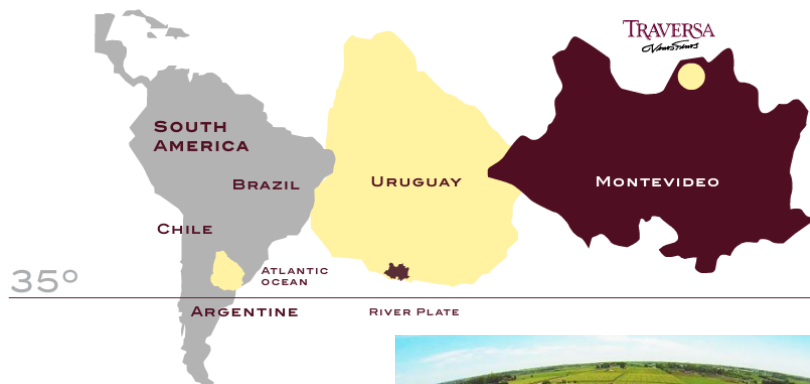 TRAVERSA
SOUTH
AMERICA
BRAZIL
URUGUAY
MONTEVIDEO
CHILE
ATLANTIC
OCEAN
35°
ARGENTINE
RIVER PLATE